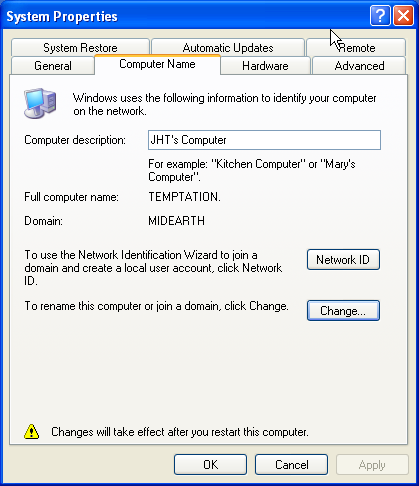 System Properties
System Restore Automatic Updates Remote
General Computer Name Hardware Advanced
Windows uses the following information to identify your computer
on the network.
Computer description: JHT's Computer
For example: "Kitchen Computer" or "Mary's
Computer".
Full computer name: TEMPTATION.
Domain: MIDEARTH
To use the Network Identification Wizard to join a
domain and create a local user account, click Network
ID.
Network ID
To rename this computer or join a domain, click Change.
Change...
Changes will take effect after you restart this computer.
OK Cancel Apply